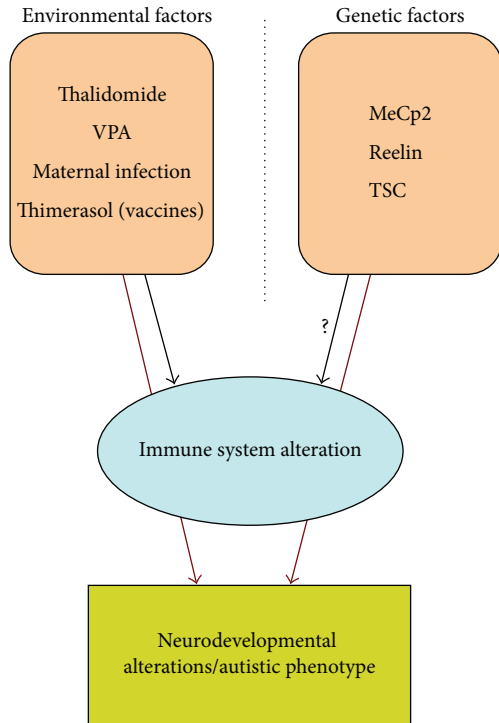 Environmental factors
Thalidomide
VPA
Maternal infection
Thimerasol (vaccines)
Genetic factors
MeCp2
Reelin
TSC
?
Immune system alteration
Neurodevelopmental
alterations/autistic phenotype